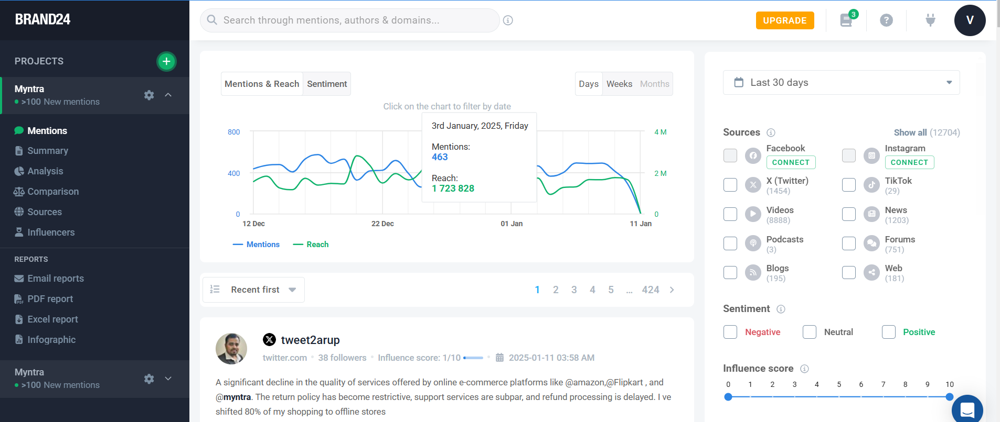 BRAND24
Search through mentions, authors & domains...
UPGRADE
3
V
PROJECTS
Myntra
>100 New mentions
Mentions
Summary
Analysis
Comparison
Sources
Influencers
REPORTS
Email reports
PDF report
Excel report
Infographic
Myntra
>100 New mentions
Mentions & Reach Sentiment
Days Weeks Months
Click on the chart to filter by date
3rd January, 2025, Friday
Mentions:
463
Reach:
1 723 828
800
400
0
4 M
2 M
0
12 Dec 22 Dec 01 Jan 11 Jan
Mentions Reach
Recent first
1 2 3 4 5 ... 424 >
tweet2arup
twitter.com • 38 followers • Influence score: 1/10 • 2025-01-11 03:58 AM
A significant decline in the quality of services offered by online e-commerce platforms like @amazon,@Flipkart , and
@myntra. The return policy has become restrictive, support services are subpar, and refund processing is delayed. I ve
shifted 80% of my shopping to offline stores
Last 30 days
Sources Show all (12704)
Facebook
CONNECT
Instagram
CONNECT
X (Twitter)
(1454)
TikTok
(29)
Videos
(8888)
News
(1203)
Podcasts
(3)
Forums
(751)
Blogs
(195)
Web
(181)
Sentiment
Negative Neutral Positive
Influence score
0 1 2 3 4 5 6 7 8 9 10